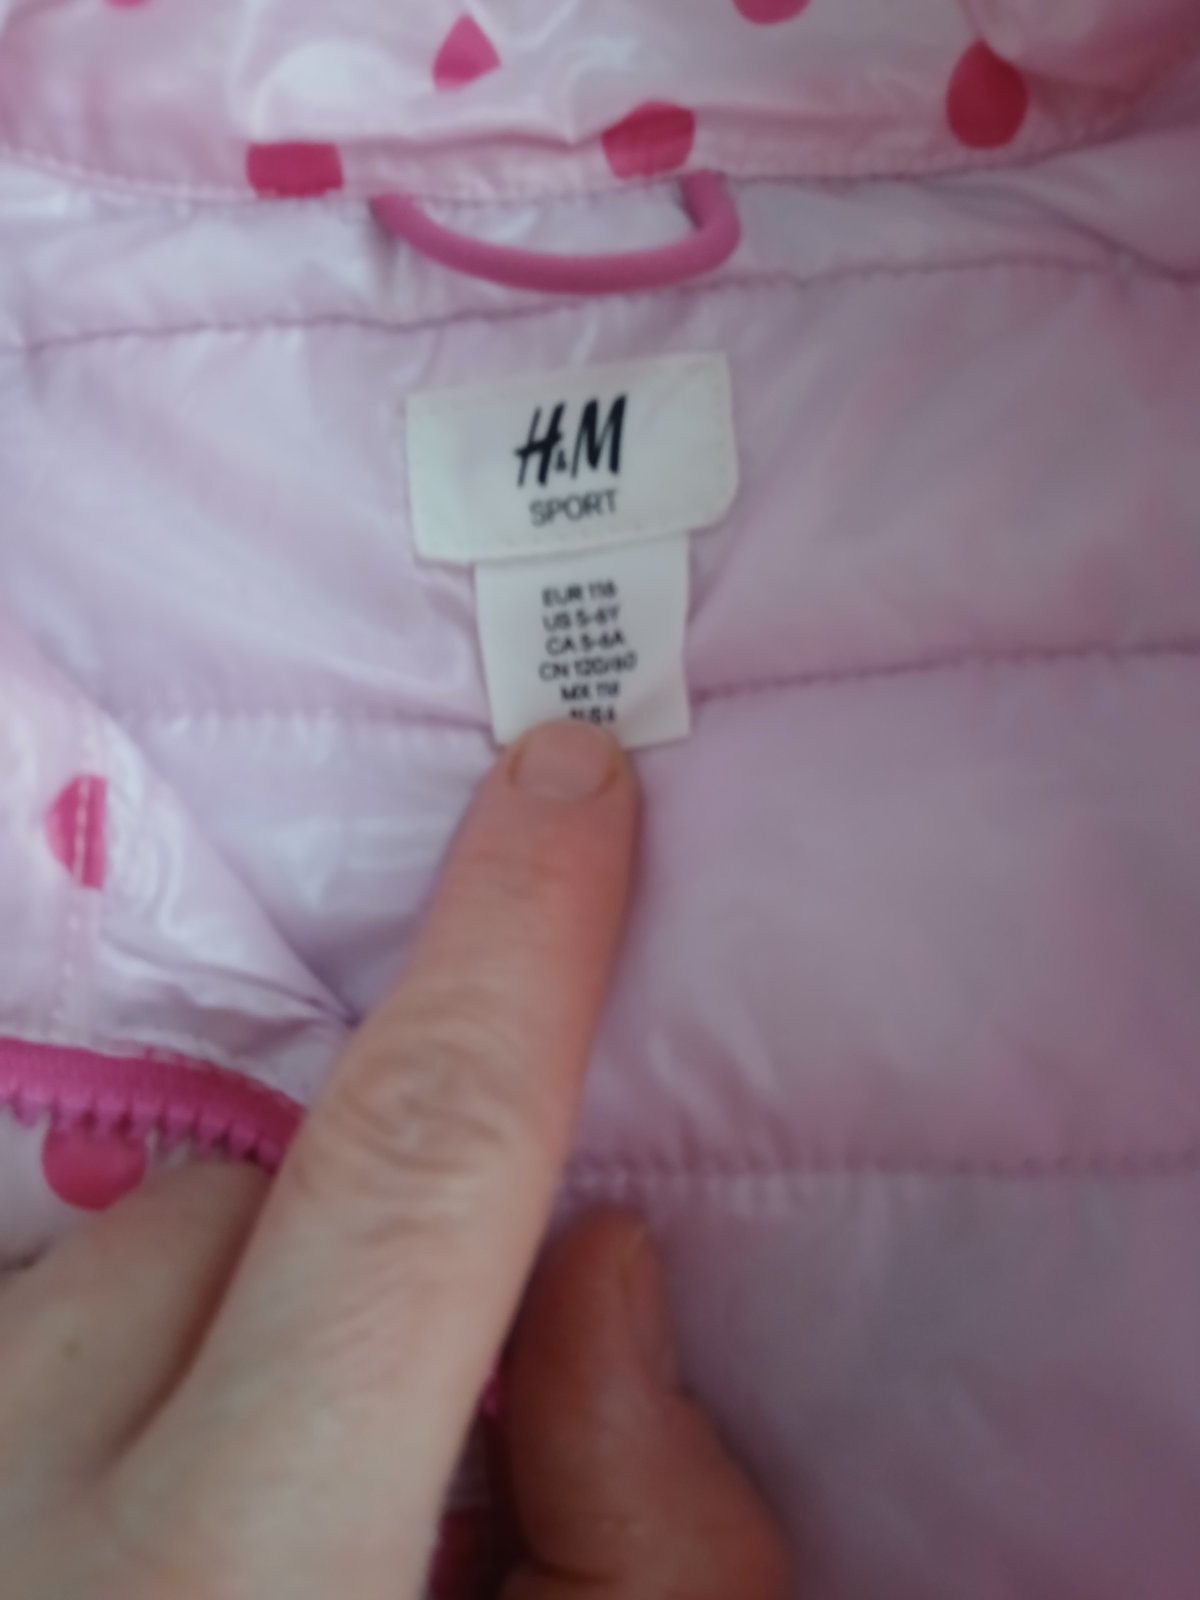 H&M
SPORT
EUR 116
US 5-6Y
CA 5-6A
CN 120/60
MX 116